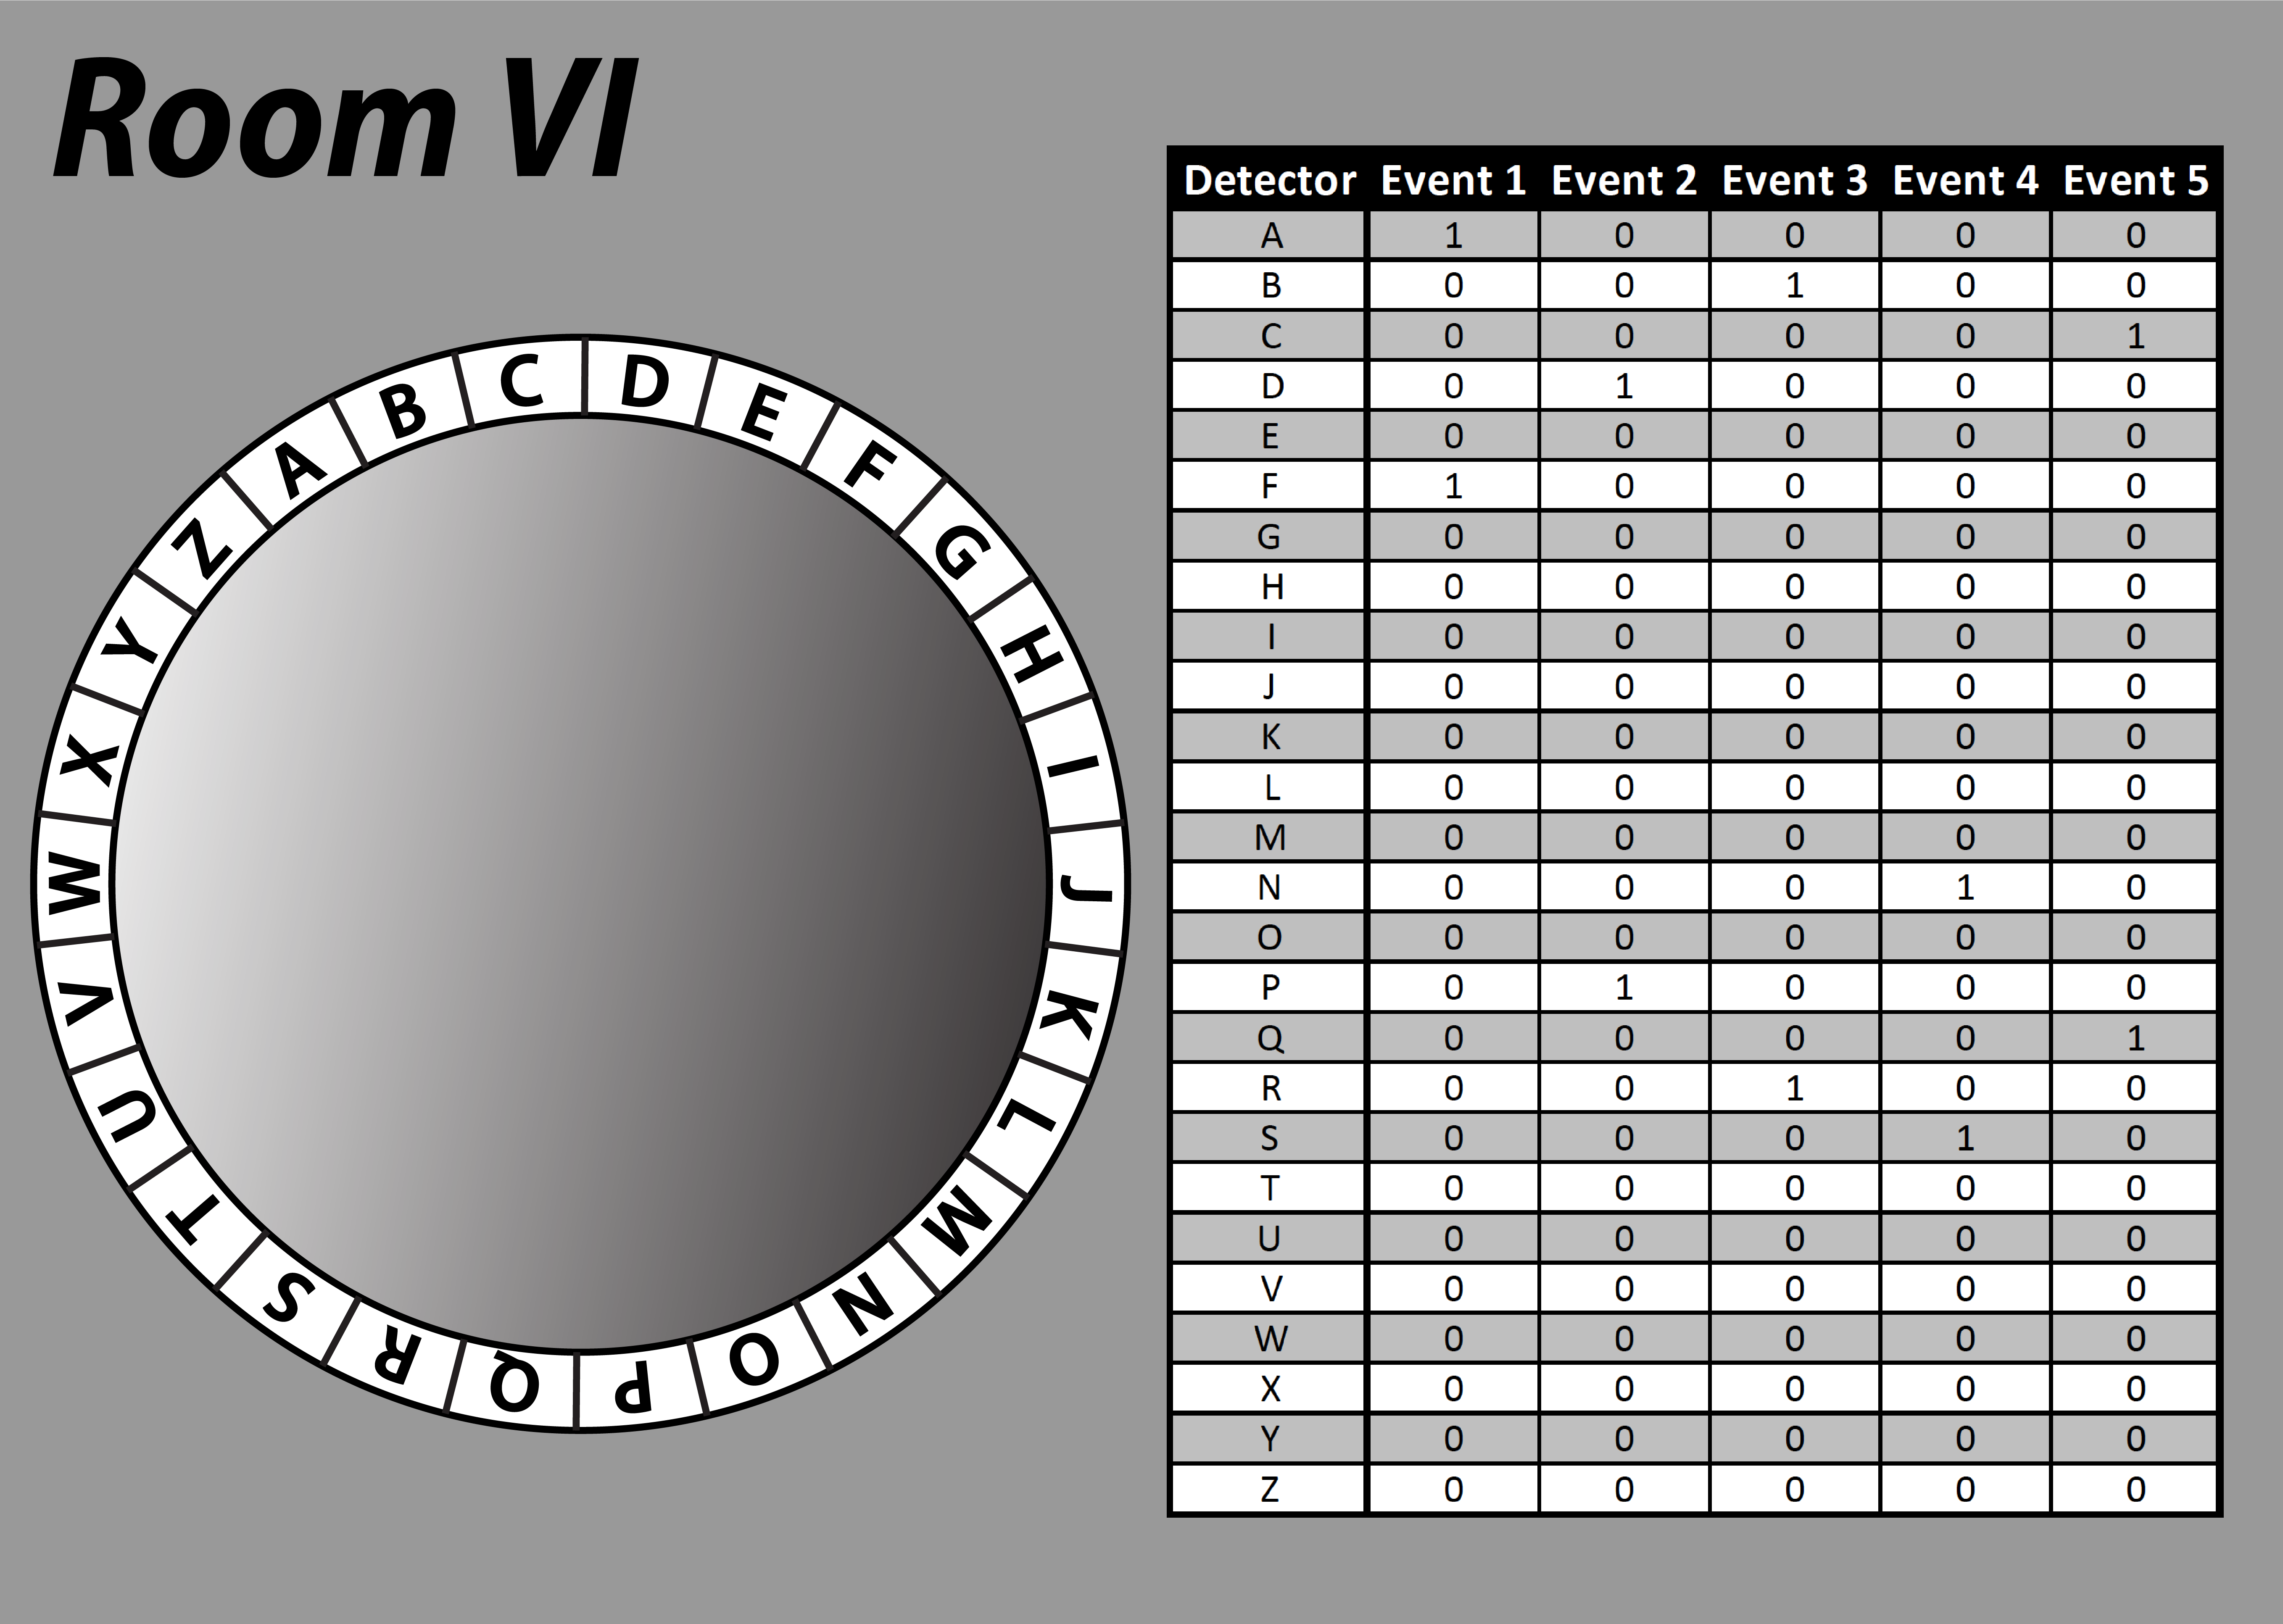 Room VI
A
B
C
D
E
F
G
H
I
J
K
L
M
N
O
P
Q
R
S
T
U
V
W
X
Y
Z
Detector Event 1 Event 2 Event 3 Event 4 Event 5
A 1 0 0 0 0
B 0 0 1 0 0
C 0 0 0 0 1
D 0 1 0 0 0
E 0 0 0 0 0
F 1 0 0 0 0
G 0 0 0 0 0
H 0 0 0 0 0
I 0 0 0 0 0
J 0 0 0 0 0
K 0 0 0 0 0
L 0 0 0 0 0
M 0 0 0 0 0
N 0 0 0 1 0
O 0 0 0 0 0
P 0 1 0 0 0
Q 0 0 0 0 1
R 0 0 1 0 0
S 0 0 0 1 0
T 0 0 0 0 0
U 0 0 0 0 0
V 0 0 0 0 0
W 0 0 0 0 0
X 0 0 0 0 0
Y 0 0 0 0 0
Z 0 0 0 0 0